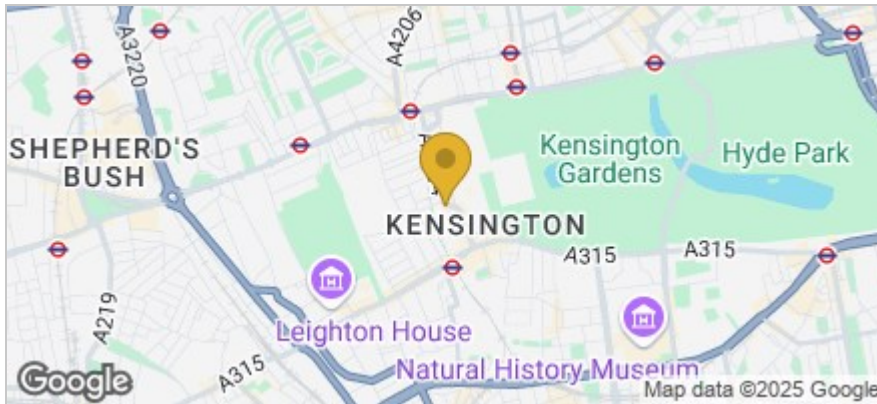 A3220
A4206
SHEPHERD'S
BUSH
Kensington
Gardens
Hyde Park
KENSINGTON
A315
A315
A219
Leighton House
A315
Natural History Museum
Google
Map data ©2025 Google